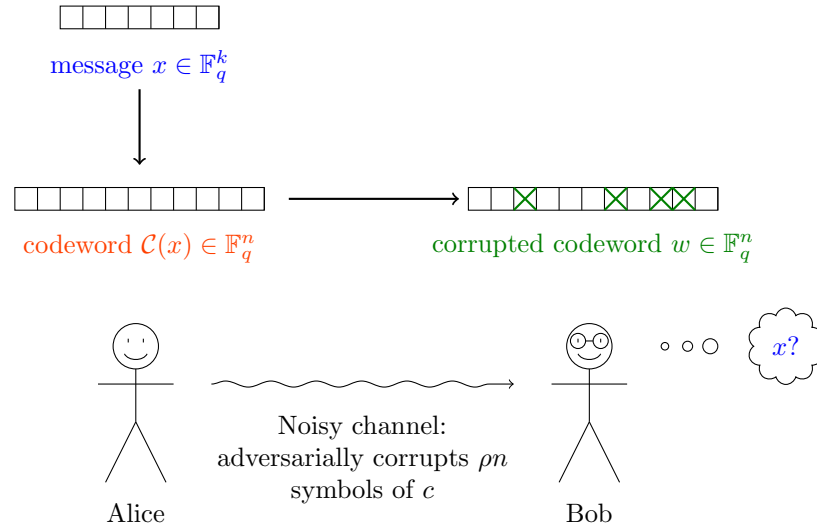 message x ∈ 𝔽_q^k
codeword 𝒞(x) ∈ 𝔽_q^n
corrupted codeword w ∈ 𝔽_q^n
x?
Noisy channel:
adversarially corrupts ρn
symbols of c
Alice
Bob